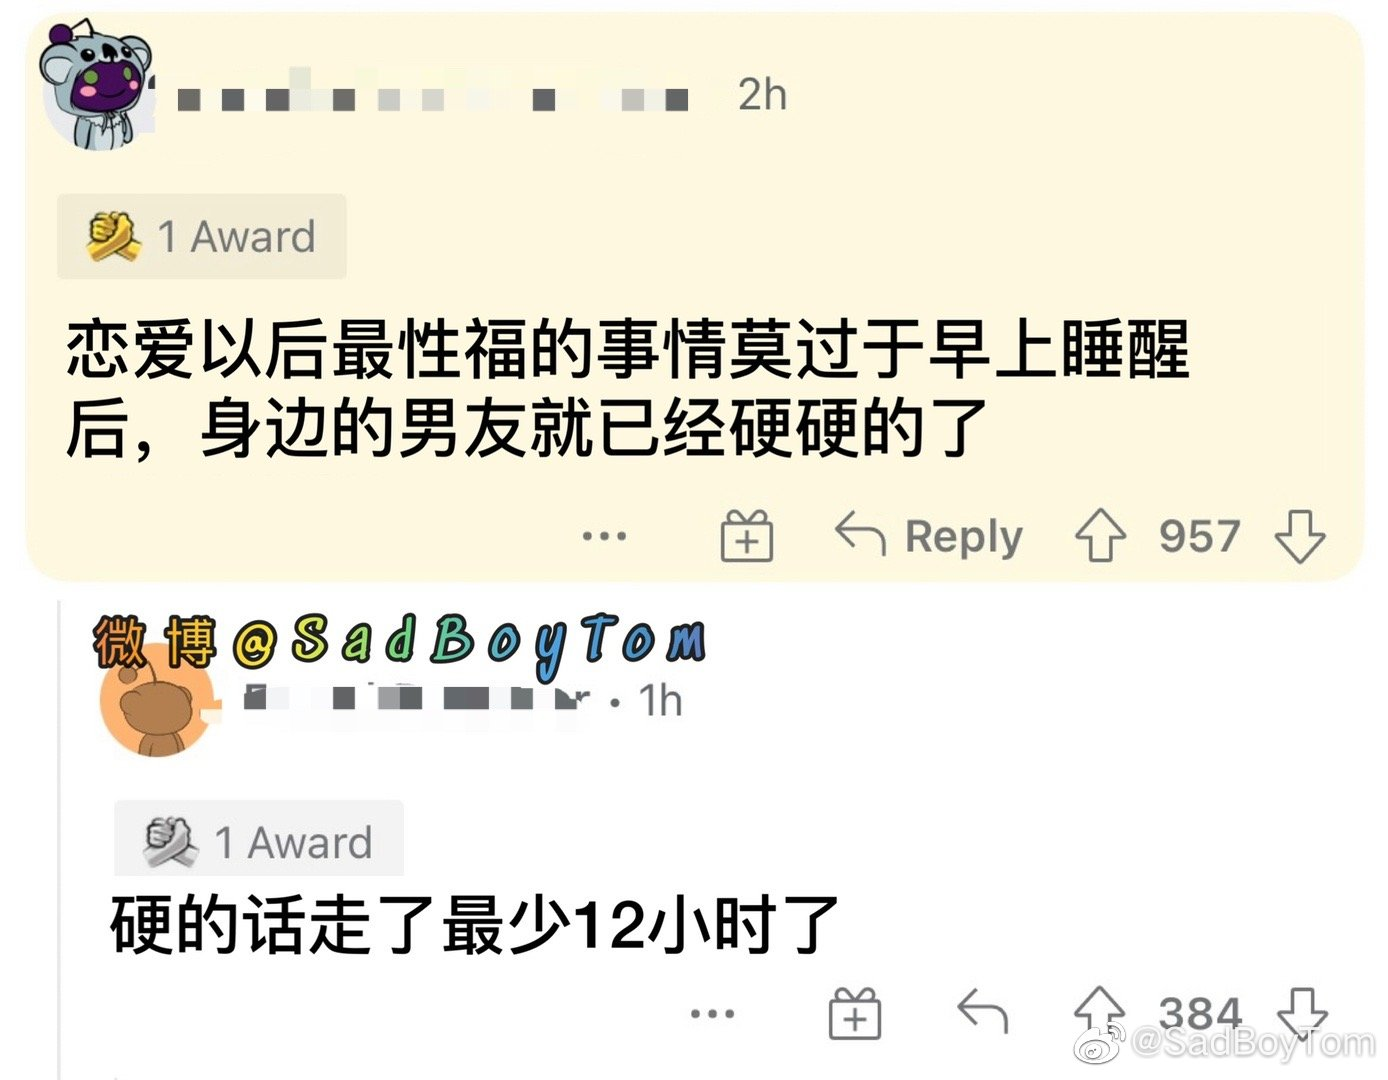 2h
1 Award
恋爱以后最性福的事情莫过于早上睡醒
后，身边的男友就已经硬硬的了
... Reply 957
微博@SadBoyTom
· 1h
1 Award
硬的话走了最少12小时了
... 384
@SadBoyTom